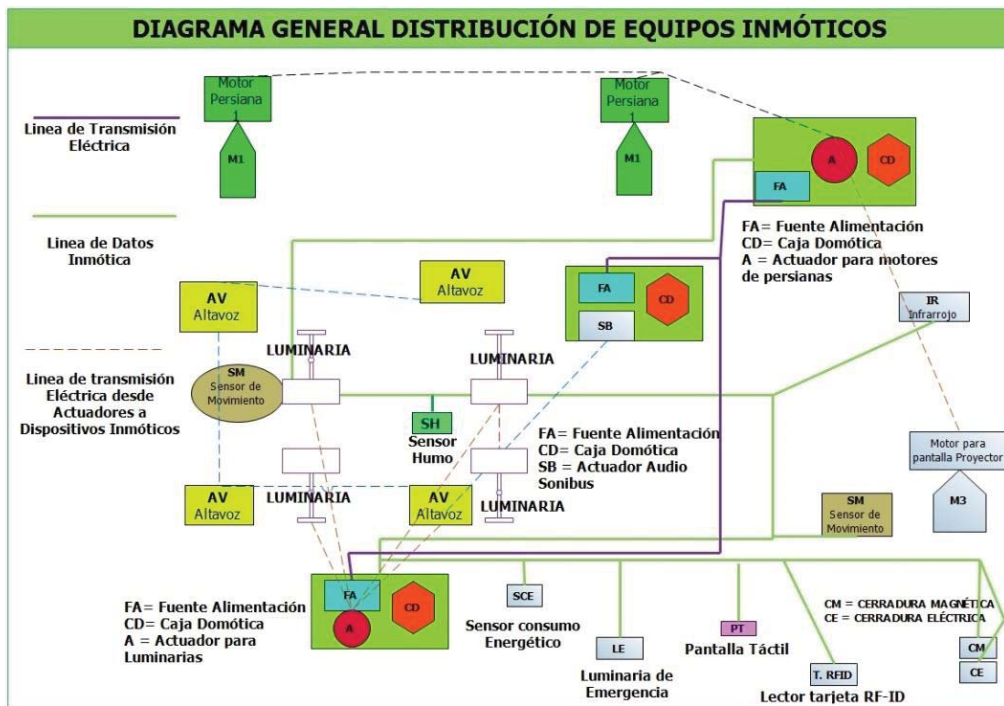 DIAGRAMA GENERAL DISTRIBUCIÓN DE EQUIPOS INMÓTICOS
Motor
Persiana
1
M1
Motor
Persiana
1
M1
Linea de Transmisión
Eléctrica
A
CD
FA
FA= Fuente Alimentación
CD= Caja Domótica
A = Actuador para motores
de persianas
Linea de Datos
Inmótica
AV
Altavoz
AV
Altavoz
FA
CD
SB
IR
Infrarrojo
LUMINARIA
LUMINARIA
Linea de transmisión
Eléctrica desde
Actuadores a
Dispositivos Inmóticos
SM
Sensor de
Movimiento
SH
Sensor
Humo
FA= Fuente Alimentación
CD= Caja Domótica
SB = Actuador Audio
Sonibus
Motor para
pantalla Proyector
M3
AV
Altavoz
LUMINARIA
AV
Altavoz
LUMINARIA
SM
Sensor de
Movimiento
FA
CD
A
FA= Fuente Alimentación
CD= Caja Domótica
A = Actuador para
Luminarias
SCE
Sensor consumo
Energético
LE
Luminaria de
Emergencia
PT
Pantalla Táctil
T. RFID
Lector tarjeta RF-ID
CM = CERRADURA MAGNÉTICA
CE = CERRADURA ELÉCTRICA
CM
CE